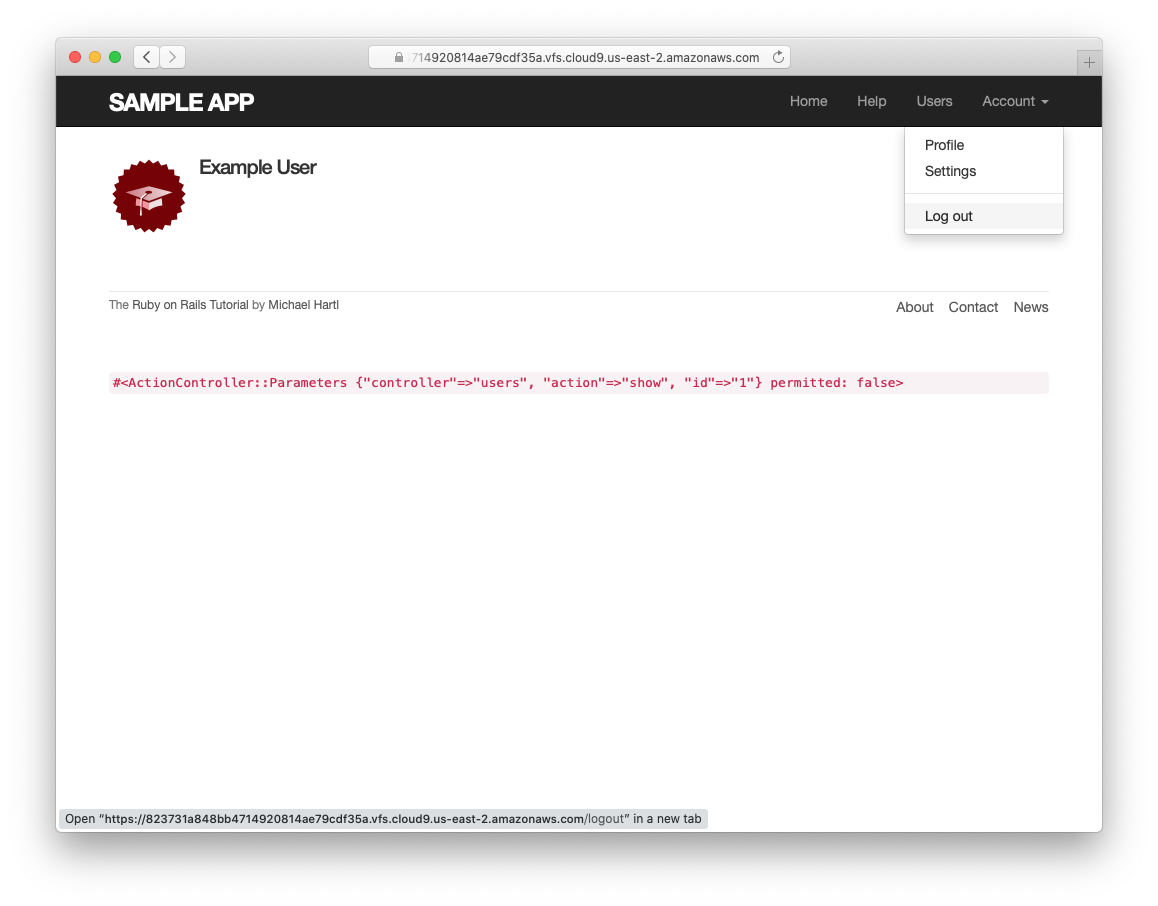 714920814ae79cdf35a.vfs.cloud9.us-east-2.amazonaws.com
SAMPLE APP
Home Help Users Account
Profile
Settings
Log out
Example User
The Ruby on Rails Tutorial by Michael Hartl
About Contact News
#<ActionController::Parameters {"controller"=>"users", "action"=>"show", "id"=>"1"} permitted: false>
Open “https://823731a848bb4714920814ae79cdf35a.vfs.cloud9.us-east-2.amazonaws.com/logout” in a new tab